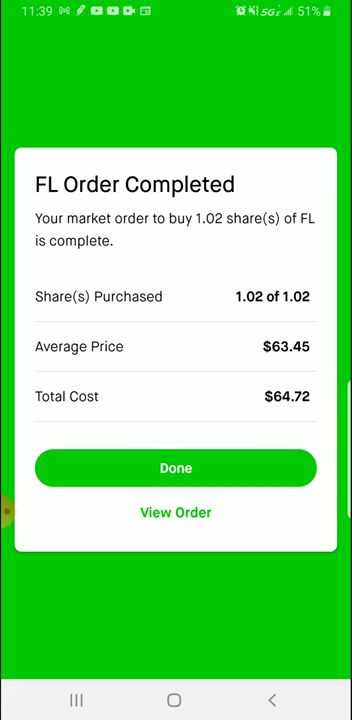 11:39 5GE 51%
FL Order Completed
Your market order to buy 1.02 share(s) of FL
is complete.
Share(s) Purchased 1.02 of 1.02
Average Price $63.45
Total Cost $64.72
Done
View Order